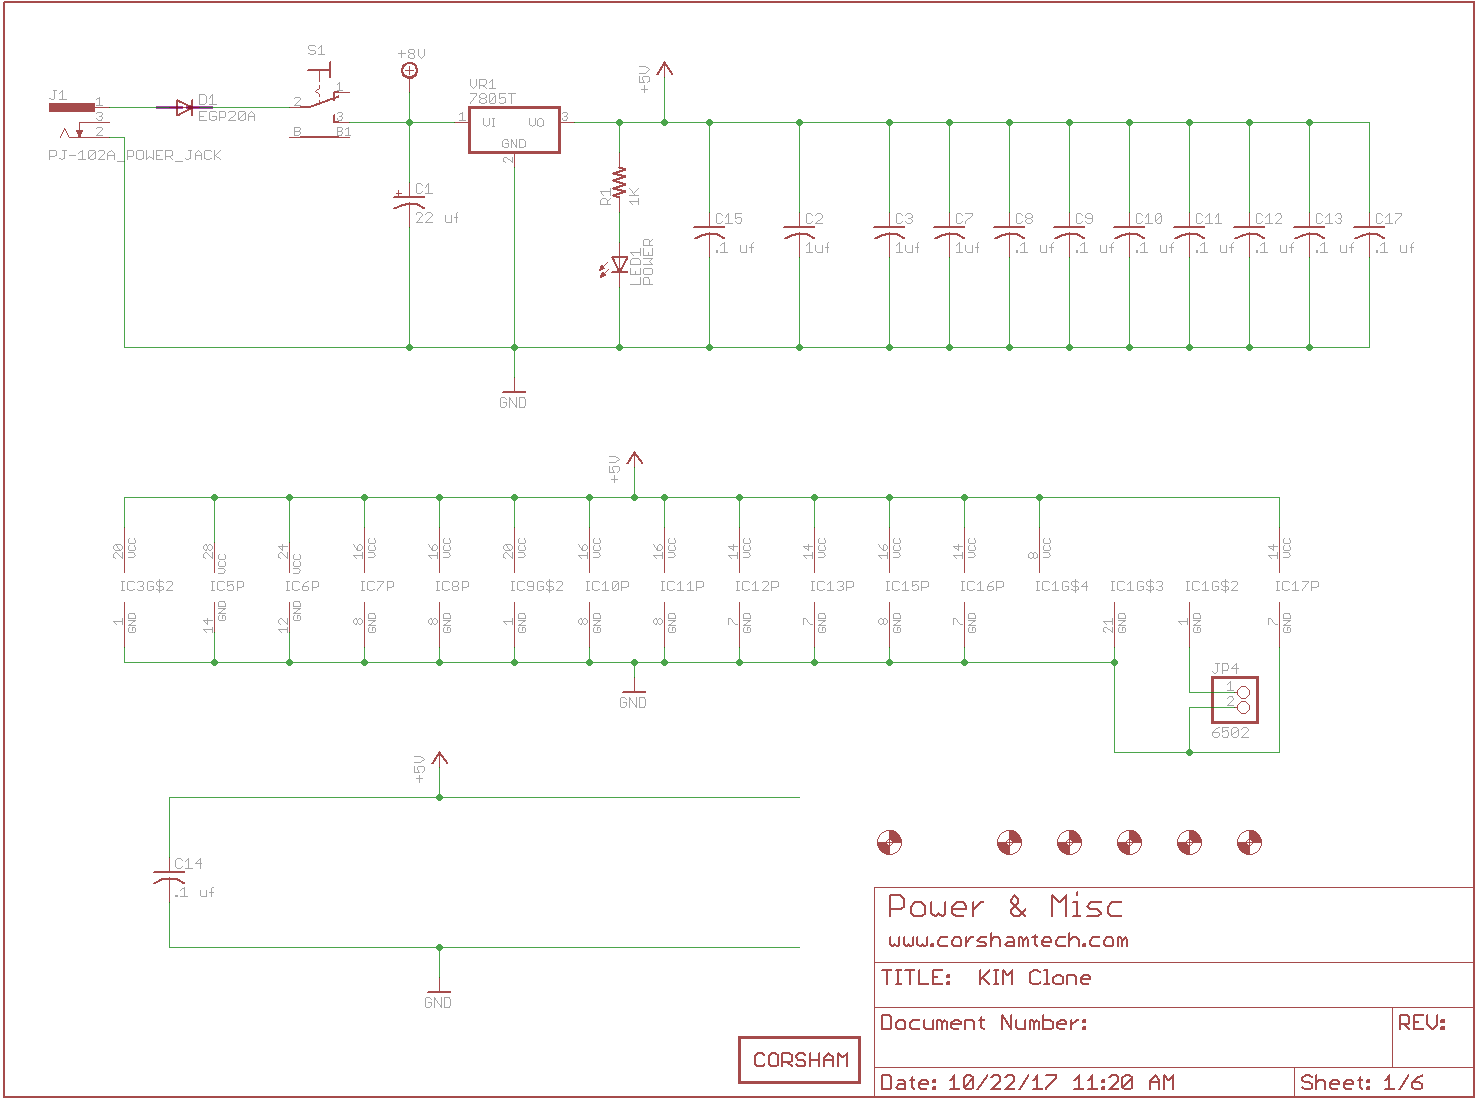 S1
+8V
J1
1
D1
EGP20A
2
1
3
3
2
B
B1
PJ-102A_POWER_JACK
VR1
7805T
1
VI
VO
3
GND
2
+5V
C1
22 uf
R1
1K
LED1
POWER
C15
.1 uf
C2
1uf
C3
1uf
C7
1uf
C8
.1 uf
C9
.1 uf
C10
.1 uf
C11
.1 uf
C12
.1 uf
C13
.1 uf
C17
.1 uf
GND
+5V
20 VCC
28 VCC
24 VCC
16 VCC
16 VCC
20 VCC
16 VCC
16 VCC
14 VCC
14 VCC
16 VCC
14 VCC
8 VCC
14 VCC
IC3G$2 IC5P IC6P IC7P IC8P IC9G$2 IC10P IC11P IC12P IC13P IC15P IC16P IC1G$4 IC1G$3 IC1G$2 IC17P
1 GND
14 GND
12 GND
8 GND
8 GND
1 GND
8 GND
8 GND
7 GND
7 GND
8 GND
7 GND
21 GND
1 GND
7 GND
GND
JP4
1
2
6502
+5V
C14
.1 uf
GND
Power & Misc
www.corshamtech.com
TITLE: KIM Clone
Document Number:
REV:
CORSHAM
Date: 10/22/17 11:20 AM
Sheet: 1/6